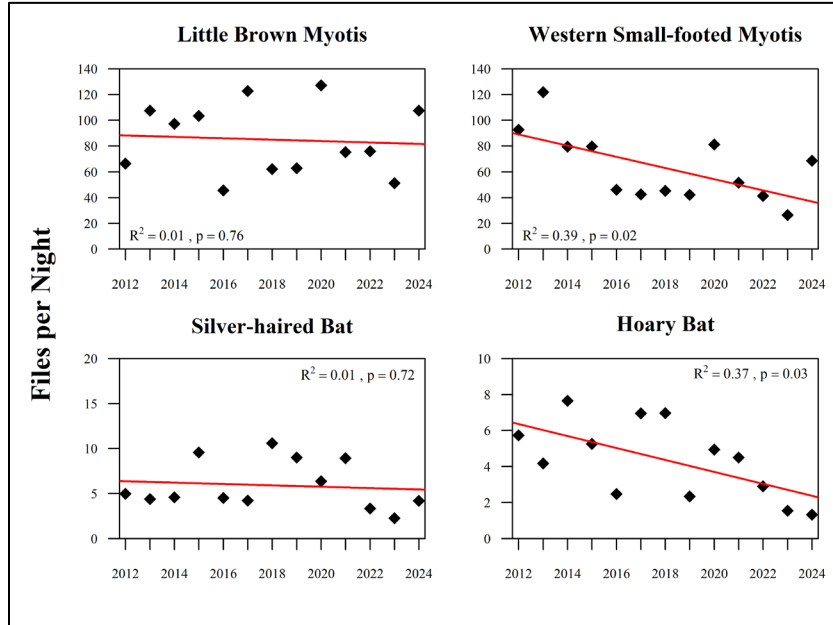 Little Brown Myotis
140
120
100
80
60
40
20
0
R² = 0.01 , p = 0.76
2012 2014 2016 2018 2020 2022 2024
Western Small-footed Myotis
140
120
100
80
60
40
20
0
R² = 0.39 , p = 0.02
2012 2014 2016 2018 2020 2022 2024
Files per Night
Silver-haired Bat
20
15
10
5
0
R² = 0.01 , p = 0.72
2012 2014 2016 2018 2020 2022 2024
Hoary Bat
10
8
6
4
2
0
R² = 0.37 , p = 0.03
2012 2014 2016 2018 2020 2022 2024